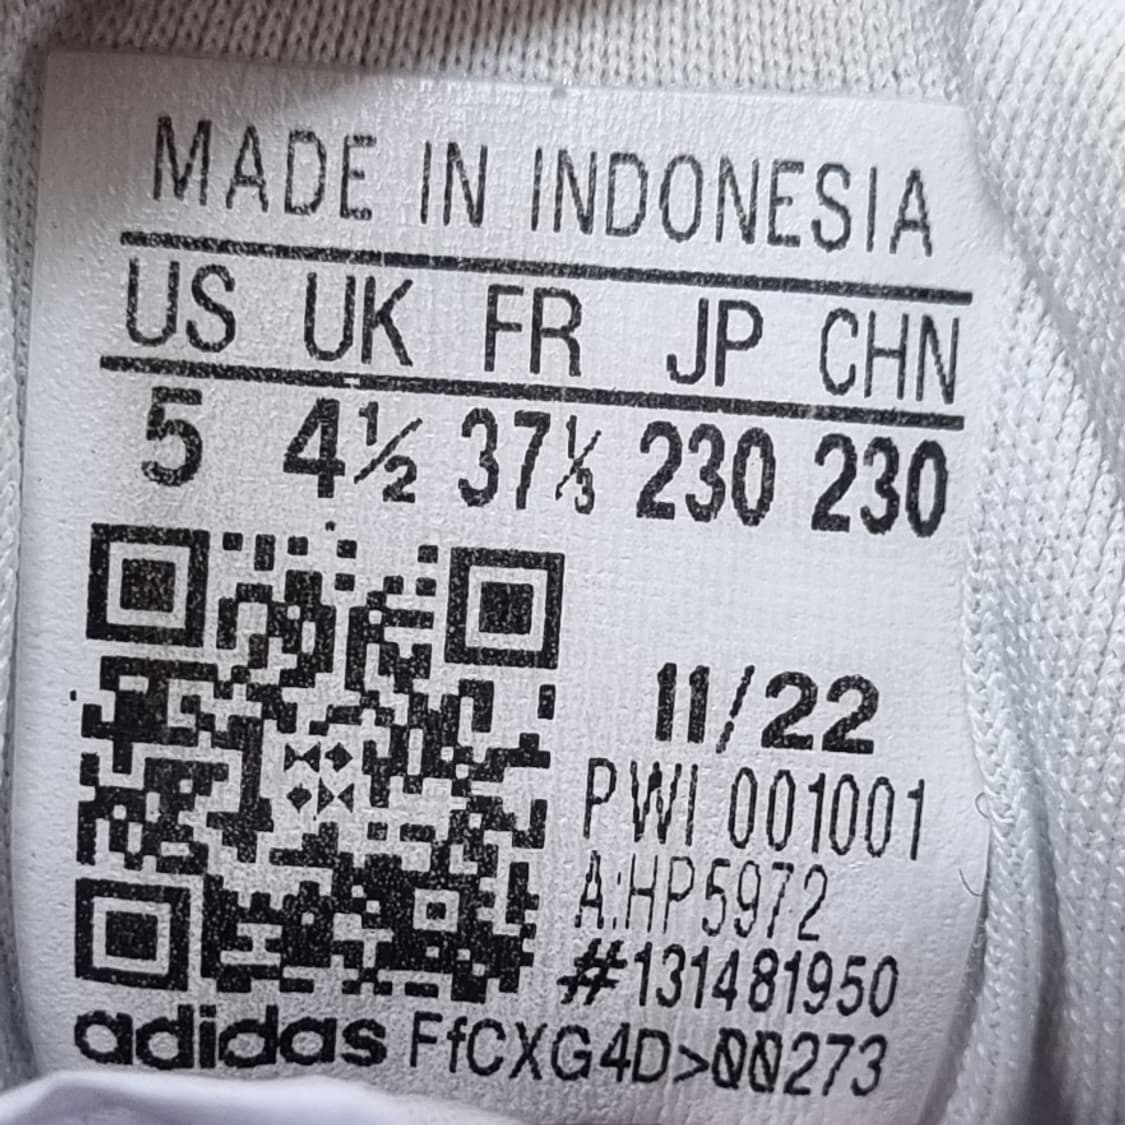 MADE IN INDONESIA
US UK FR JP CHN
5 4½ 37⅓ 230 230
11/22
PWI 001001
A:HP5972
#131481950
adidas FfCXG4D>00273